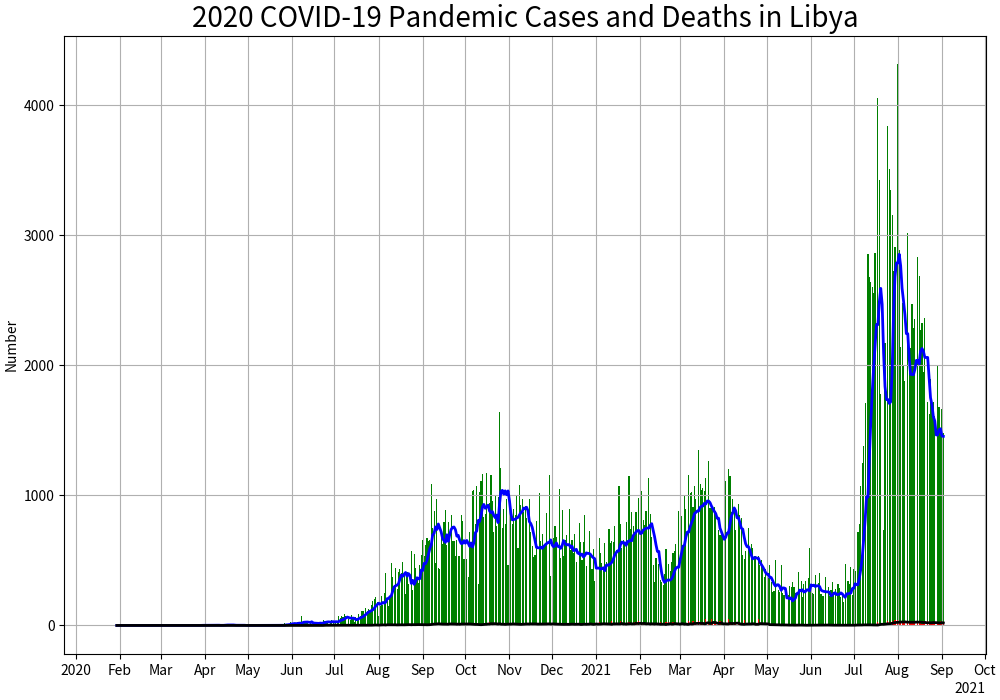 2020 COVID-19 Pandemic Cases and Deaths in Libya
Number
4000
3000
2000
1000
0
2020 Feb Mar Apr May Jun Jul Aug Sep Oct Nov Dec 2021 Feb Mar Apr May Jun Jul Aug Sep Oct
2021